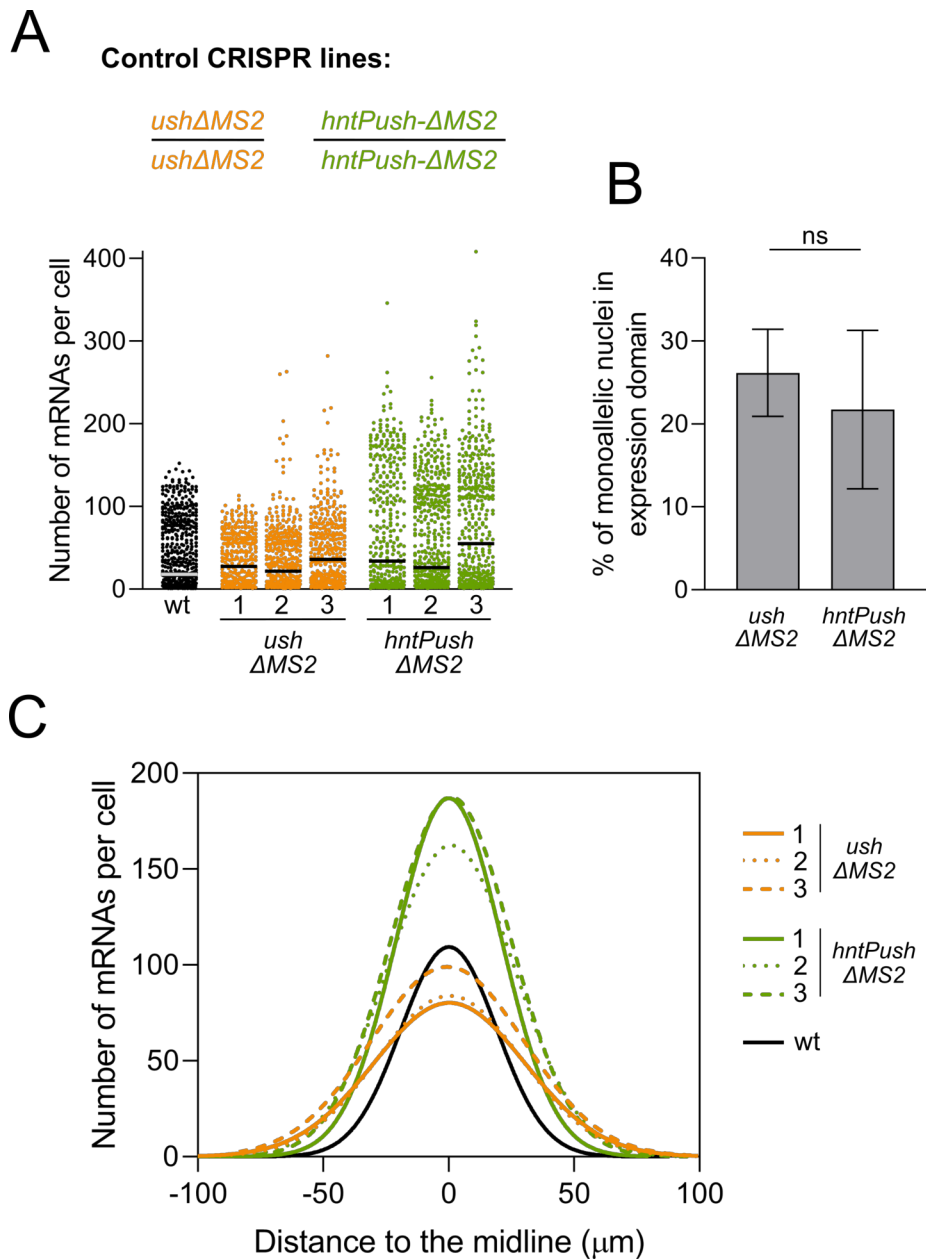 A
Control CRISPR lines:
ushΔMS2
ushΔMS2
hntPush-ΔMS2
hntPush-ΔMS2
Number of mRNAs per cell
400
300
200
100
0
wt
1 2 3
ush
ΔMS2
1 2 3
hntPush
ΔMS2
B
ns
% of monoallelic nuclei in
expression domain
40
30
20
10
0
ush
ΔMS2
hntPush
ΔMS2
C
Number of mRNAs per cell
200
150
100
50
0
-100 -50 0 50 100
Distance to the midline (μm)
1
2
3
ush
ΔMS2
1
2
3
hntPush
ΔMS2
wt